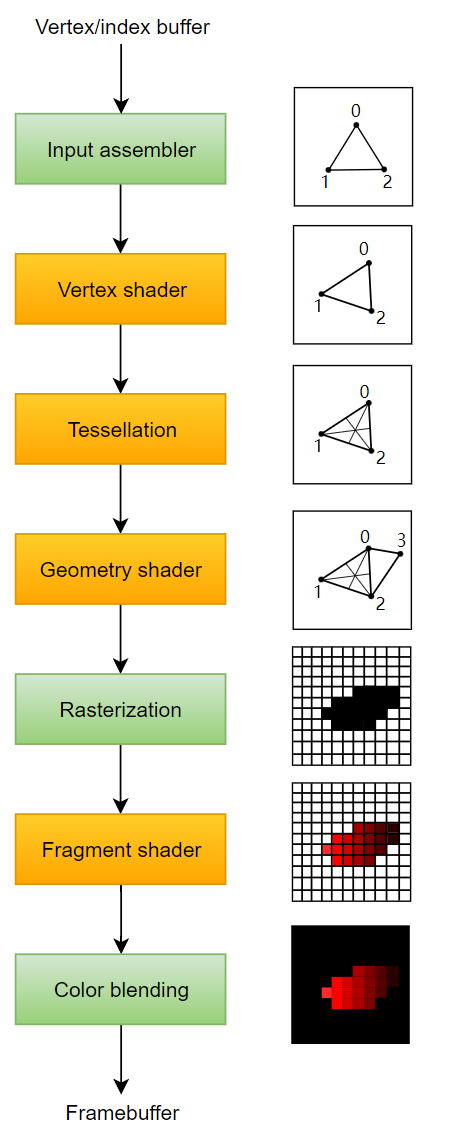 Vertex/index buffer
Input assembler
0
1
2
Vertex shader
0
1
2
Tessellation
0
1
2
Geometry shader
0
3
1
2
Rasterization
Fragment shader
Color blending
Framebuffer